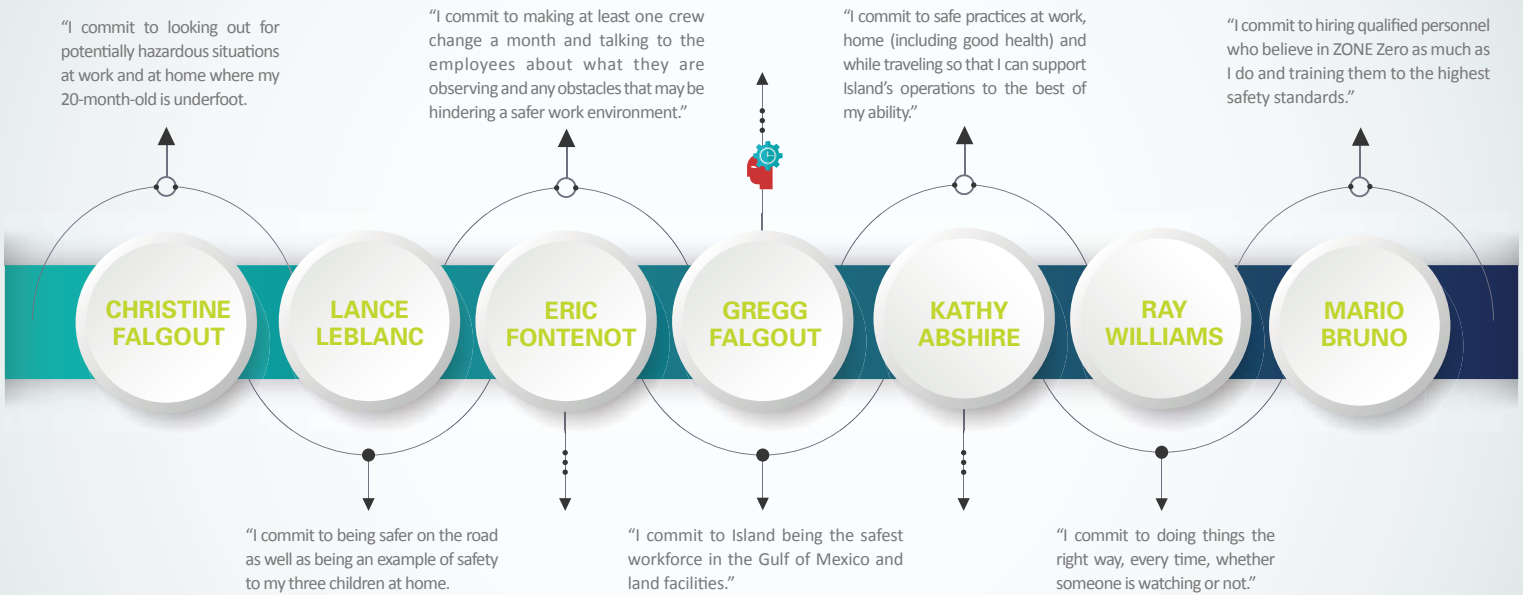 “I commit to looking out for
potentially hazardous situations
at work and at home where my
20-month-old is underfoot.
“I commit to making at least one crew
change a month and talking to the
employees about what they are
observing and any obstacles that may be
hindering a safer work environment.”
“I commit to safe practices at work,
home (including good health) and
while traveling so that I can support
Island’s operations to the best of
my ability.”
“I commit to hiring qualified personnel
who believe in ZONE Zero as much as
I do and training them to the highest
safety standards.”
CHRISTINE
FALGOUT
LANCE
LEBLANC
ERIC
FONTENOT
GREGG
FALGOUT
KATHY
ABSHIRE
RAY
WILLIAMS
MARIO
BRUNO
“I commit to being safer on the road
as well as being an example of safety
to my three children at home.
“I commit to Island being the safest
workforce in the Gulf of Mexico and
land facilities.”
“I commit to doing things the
right way, every time, whether
someone is watching or not.”